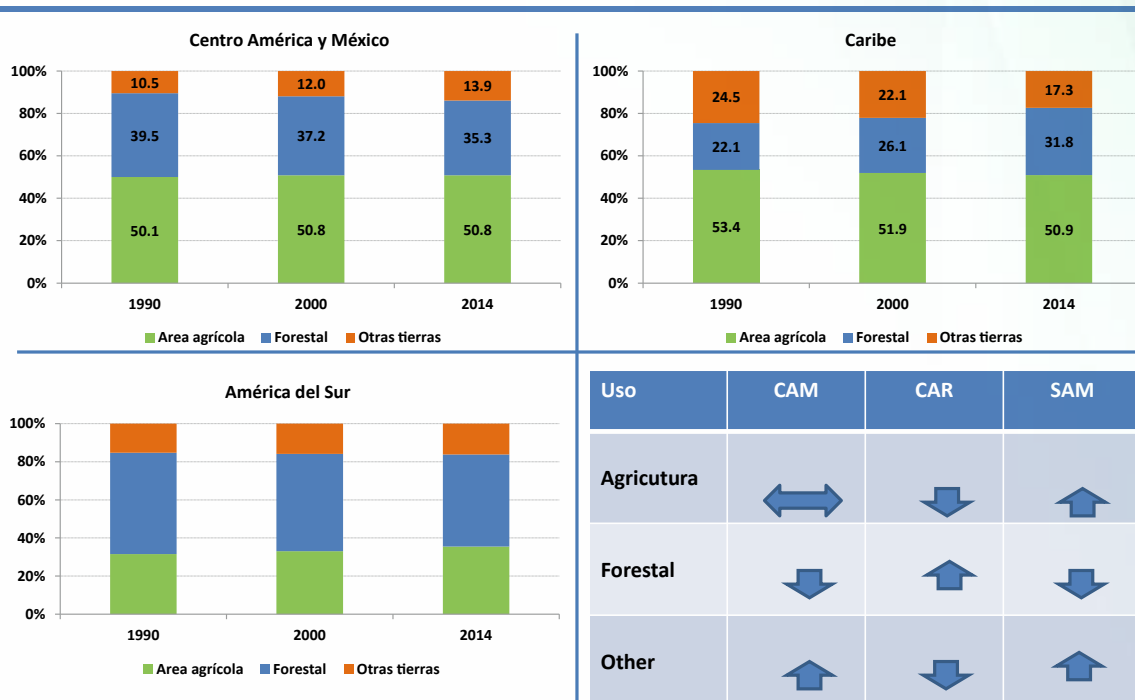 Centro América y México
100%
80%
60%
40%
20%
0%
10.5 12.0 13.9
39.5 37.2 35.3
50.1 50.8 50.8
1990 2000 2014
Area agrícola Forestal Otras tierras
Caribe
100%
80%
60%
40%
20%
0%
24.5 22.1 17.3
22.1 26.1 31.8
53.4 51.9 50.9
1990 2000 2014
Area agrícola Forestal Otras tierras
América del Sur
100%
80%
60%
40%
20%
0%
1990 2000 2014
Area agrícola Forestal Otras tierras
Uso CAM CAR SAM
Agricutura
Forestal
Other